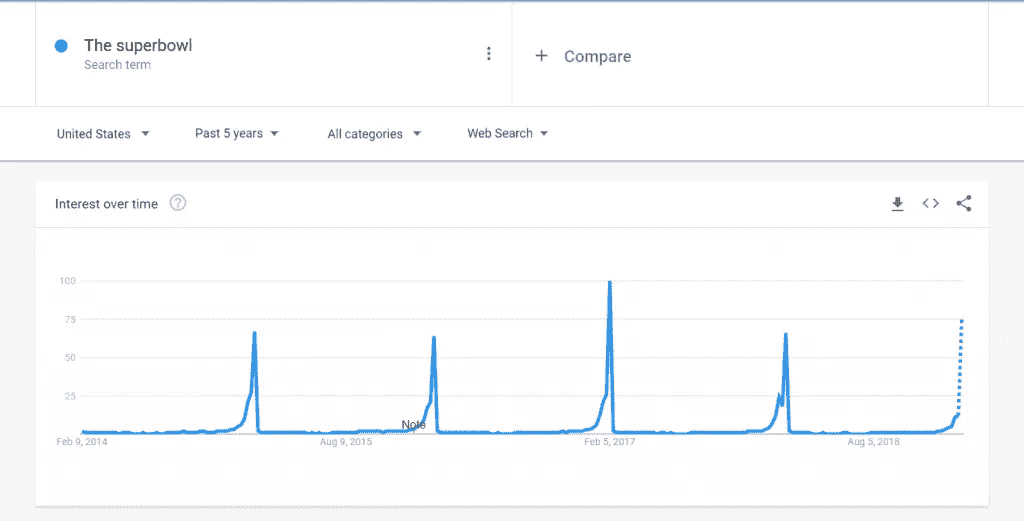 The superbowl
Search term
+ Compare
United States
Past 5 years
All categories
Web Search
Interest over time ?
100
75
50
25
Note
Feb 9, 2014
Aug 9, 2015
Feb 5, 2017
Aug 5, 2018